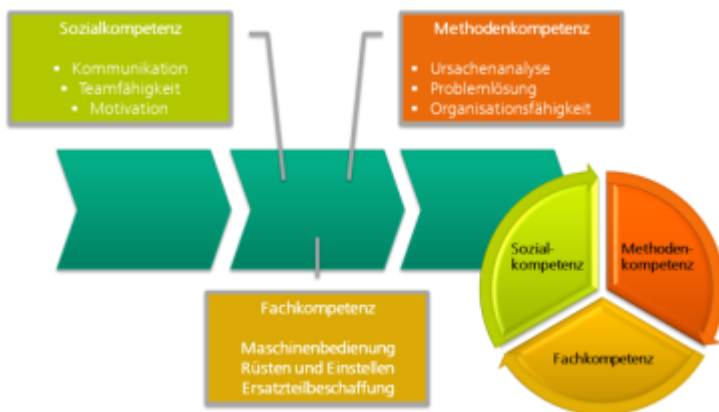 Sozialkompetenz
▪ Kommunikation
▪ Teamfähigkeit
▪ Motivation
Methodenkompetenz
▪ Ursachenanalyse
▪ Problemlösung
▪ Organisationsfähigkeit
Fachkompetenz
Maschinenbedienung
Rüsten und Einstellen
Ersatzteilbeschaffung
Sozial-
kompetenz
Methoden-
kompetenz
Fachkompetenz